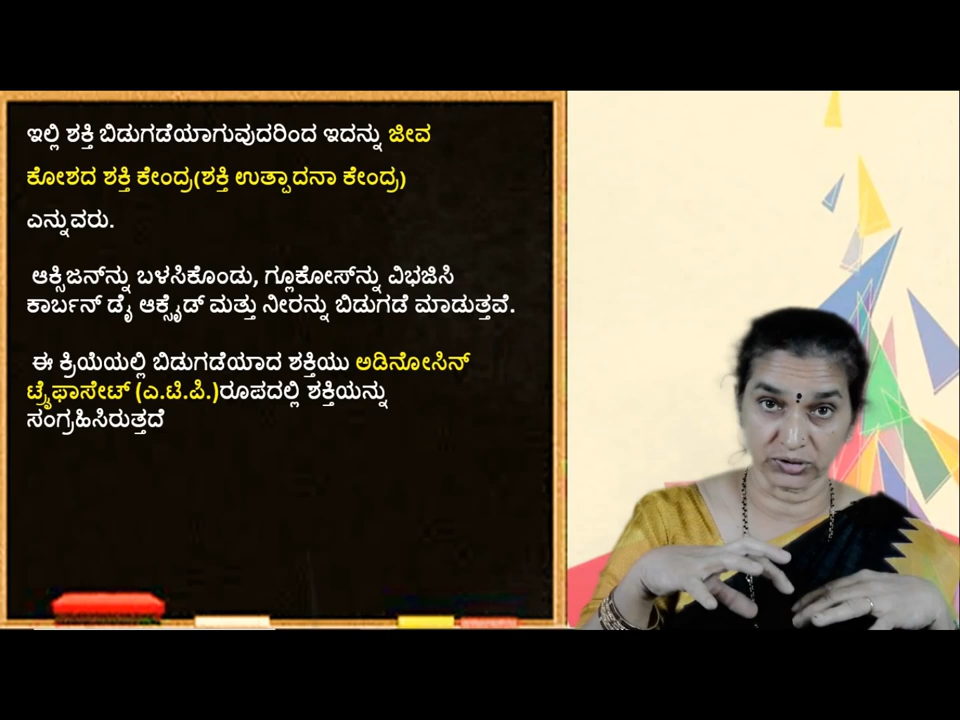 ಇಲ್ಲಿ ಶಕ್ತಿ ಬಿಡುಗಡೆಯಾಗುವುದರಿಂದ ಇದನ್ನು ಜೀವ
ಕೋಶದ ಶಕ್ತಿ ಕೇಂದ್ರ(ಶಕ್ತಿ ಉತ್ಪಾದನಾ ಕೇಂದ್ರ)
ಎನ್ನುವರು.
ಆಕ್ಸಿಜನ್‌ನ್ನು ಬಳಸಿಕೊಂಡು, ಗ್ಲೂಕೋಸ್‌ನ್ನು ವಿಭಜಿಸಿ
ಕಾರ್ಬನ್ ಡೈ ಆಕ್ಸೈಡ್ ಮತ್ತು ನೀರನ್ನು ಬಿಡುಗಡೆ ಮಾಡುತ್ತವೆ.
ಈ ಕ್ರಿಯೆಯಲ್ಲಿ ಬಿಡುಗಡೆಯಾದ ಶಕ್ತಿಯು ಅಡಿನೋಸಿನ್
ಟ್ರೈಫಾಸೇಟ್ (ಎ.ಟಿ.ಪಿ.)ರೂಪದಲ್ಲಿ ಶಕ್ತಿಯನ್ನು
ಸಂಗ್ರಹಿಸಿರುತ್ತದೆ